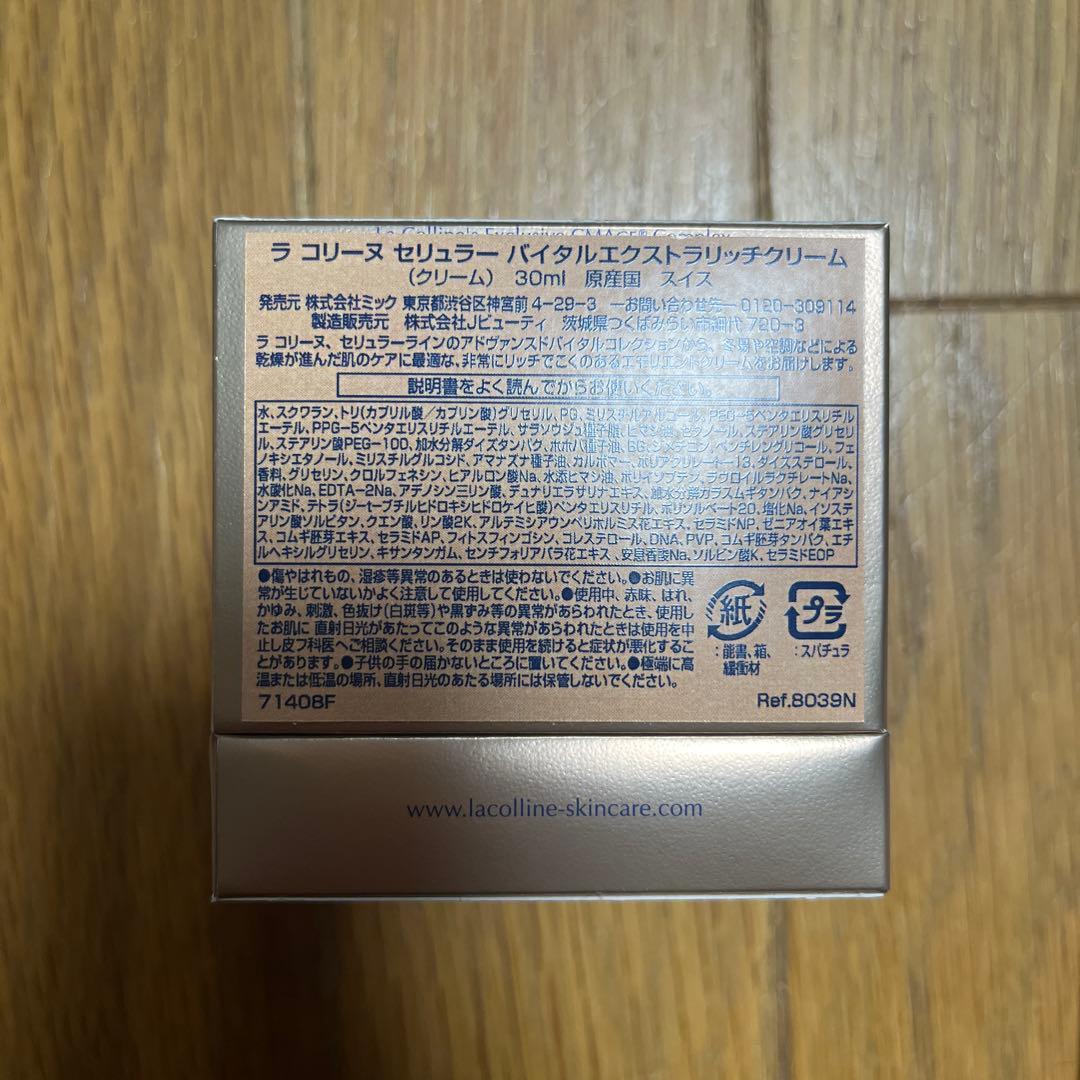 La Colline's Exclusive CMAGE® Complex
ラ コリーヌ セリュラー バイタルエクストラリッチクリーム
(クリーム) 30ml 原産国 スイス
発売元 株式会社ミック 東京都渋谷区神宮前 4-29-3 ーお問い合わせ先ー 0120-309114
製造販売元 株式会社Jビューティ 茨城県つくばみらい市細代 720-3
ラ コリーヌ、セリュラーラインのアドヴァンスドバイタルコレクションから、冬場や空調などによる
乾燥が進んだ肌のケアに最適な、非常にリッチでこくのあるエモリエントクリームをお届けします。
説明書をよく読んでからお使いください。
水、スクワラン、トリ(カプリル酸/カプリン酸)グリセリル、PG、ミリスチルアルコール、PEG-5ペンタエリスリチル
エーテル、PPG-5ペンタエリスリチルエーテル、サラソウジュ種子脂、ヒマシ油、セタノール、ステアリン酸グリセリ
ル、ステアリン酸PEG-100、加水分解ダイズタンパク、ホホバ種子油、BG、ジメチコン、ペンチレングリコール、フェ
ノキシエタノール、ミリスチルグルコシド、アマナズナ種子油、カルボマー、ポリアクリレート-13、ダイズステロール、
香料、グリセリン、クロルフェネシン、ヒアルロン酸Na、水添ヒマシ油、ポリイソブテン、ラウロイルラクチレートNa、
水酸化Na、EDTA-2Na、アデノシン三リン酸、デュナリエラサリナエキス、加水分解カラスムギタンパク、ナイアシ
ンアミド、テトラ(ジ-t-ブチルヒドロキシヒドロケイヒ酸)ペンタエリスリチル、ポリソルベート20、塩化Na、イソステ
アリン酸ソルビタン、クエン酸、リン酸2K、アルテミシアウンベリホルミス花エキス、セラミドNP、ゼニアオイ葉エキ
ス、コムギ胚芽エキス、セラミドAP、フィトスフィンゴシン、コレステロール、DNA、PVP、コムギ胚芽タンパク、エチ
ルヘキシルグリセリン、キサンタンガム、センチフォリアバラ花エキス、安息香酸Na、ソルビン酸K、セラミドEOP
●傷やはれもの、湿疹等異常のあるときは使わないでください。●お肌に異
常が生じていないかよく注意して使用してください。●使用中、赤味、はれ、
かゆみ、刺激、色抜け(白斑等)や黒ずみ等の異常があらわれたとき、使用し
たお肌に 直射日光があたってこのような異常があらわれたときは使用を中
止し皮フ科医へご相談ください。そのまま使用を続けると症状が悪化するこ
とがあります。●子供の手の届かないところに置いてください。●極端に高
温または低温の場所、直射日光のあたる場所には保管しないでください。
紙
:能書、箱、
緩衝材
プラ
:スパチュラ
71408F
Ref.8039N
www.lacolline-skincare.com